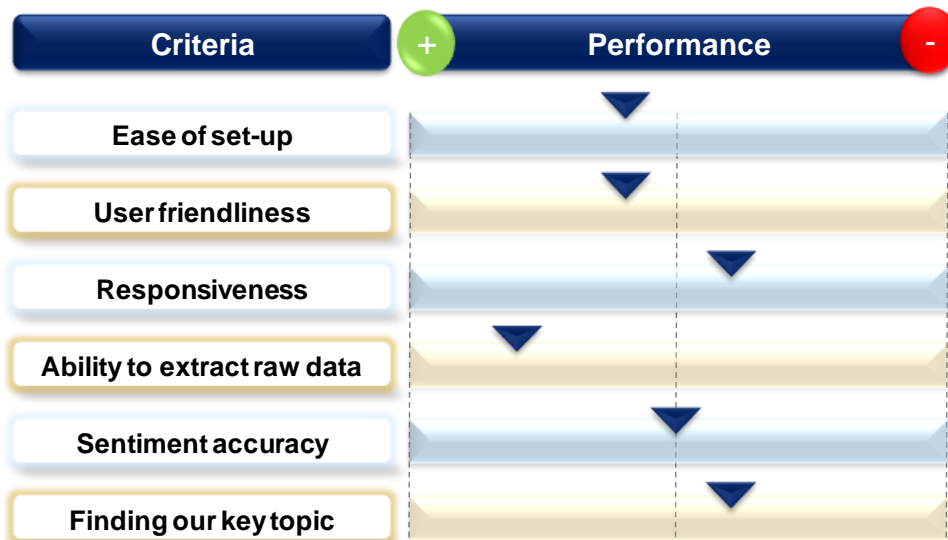 Criteria
+
Performance
-
Ease of set-up
User friendliness
Responsiveness
Ability to extract raw data
Sentiment accuracy
Finding our key topic